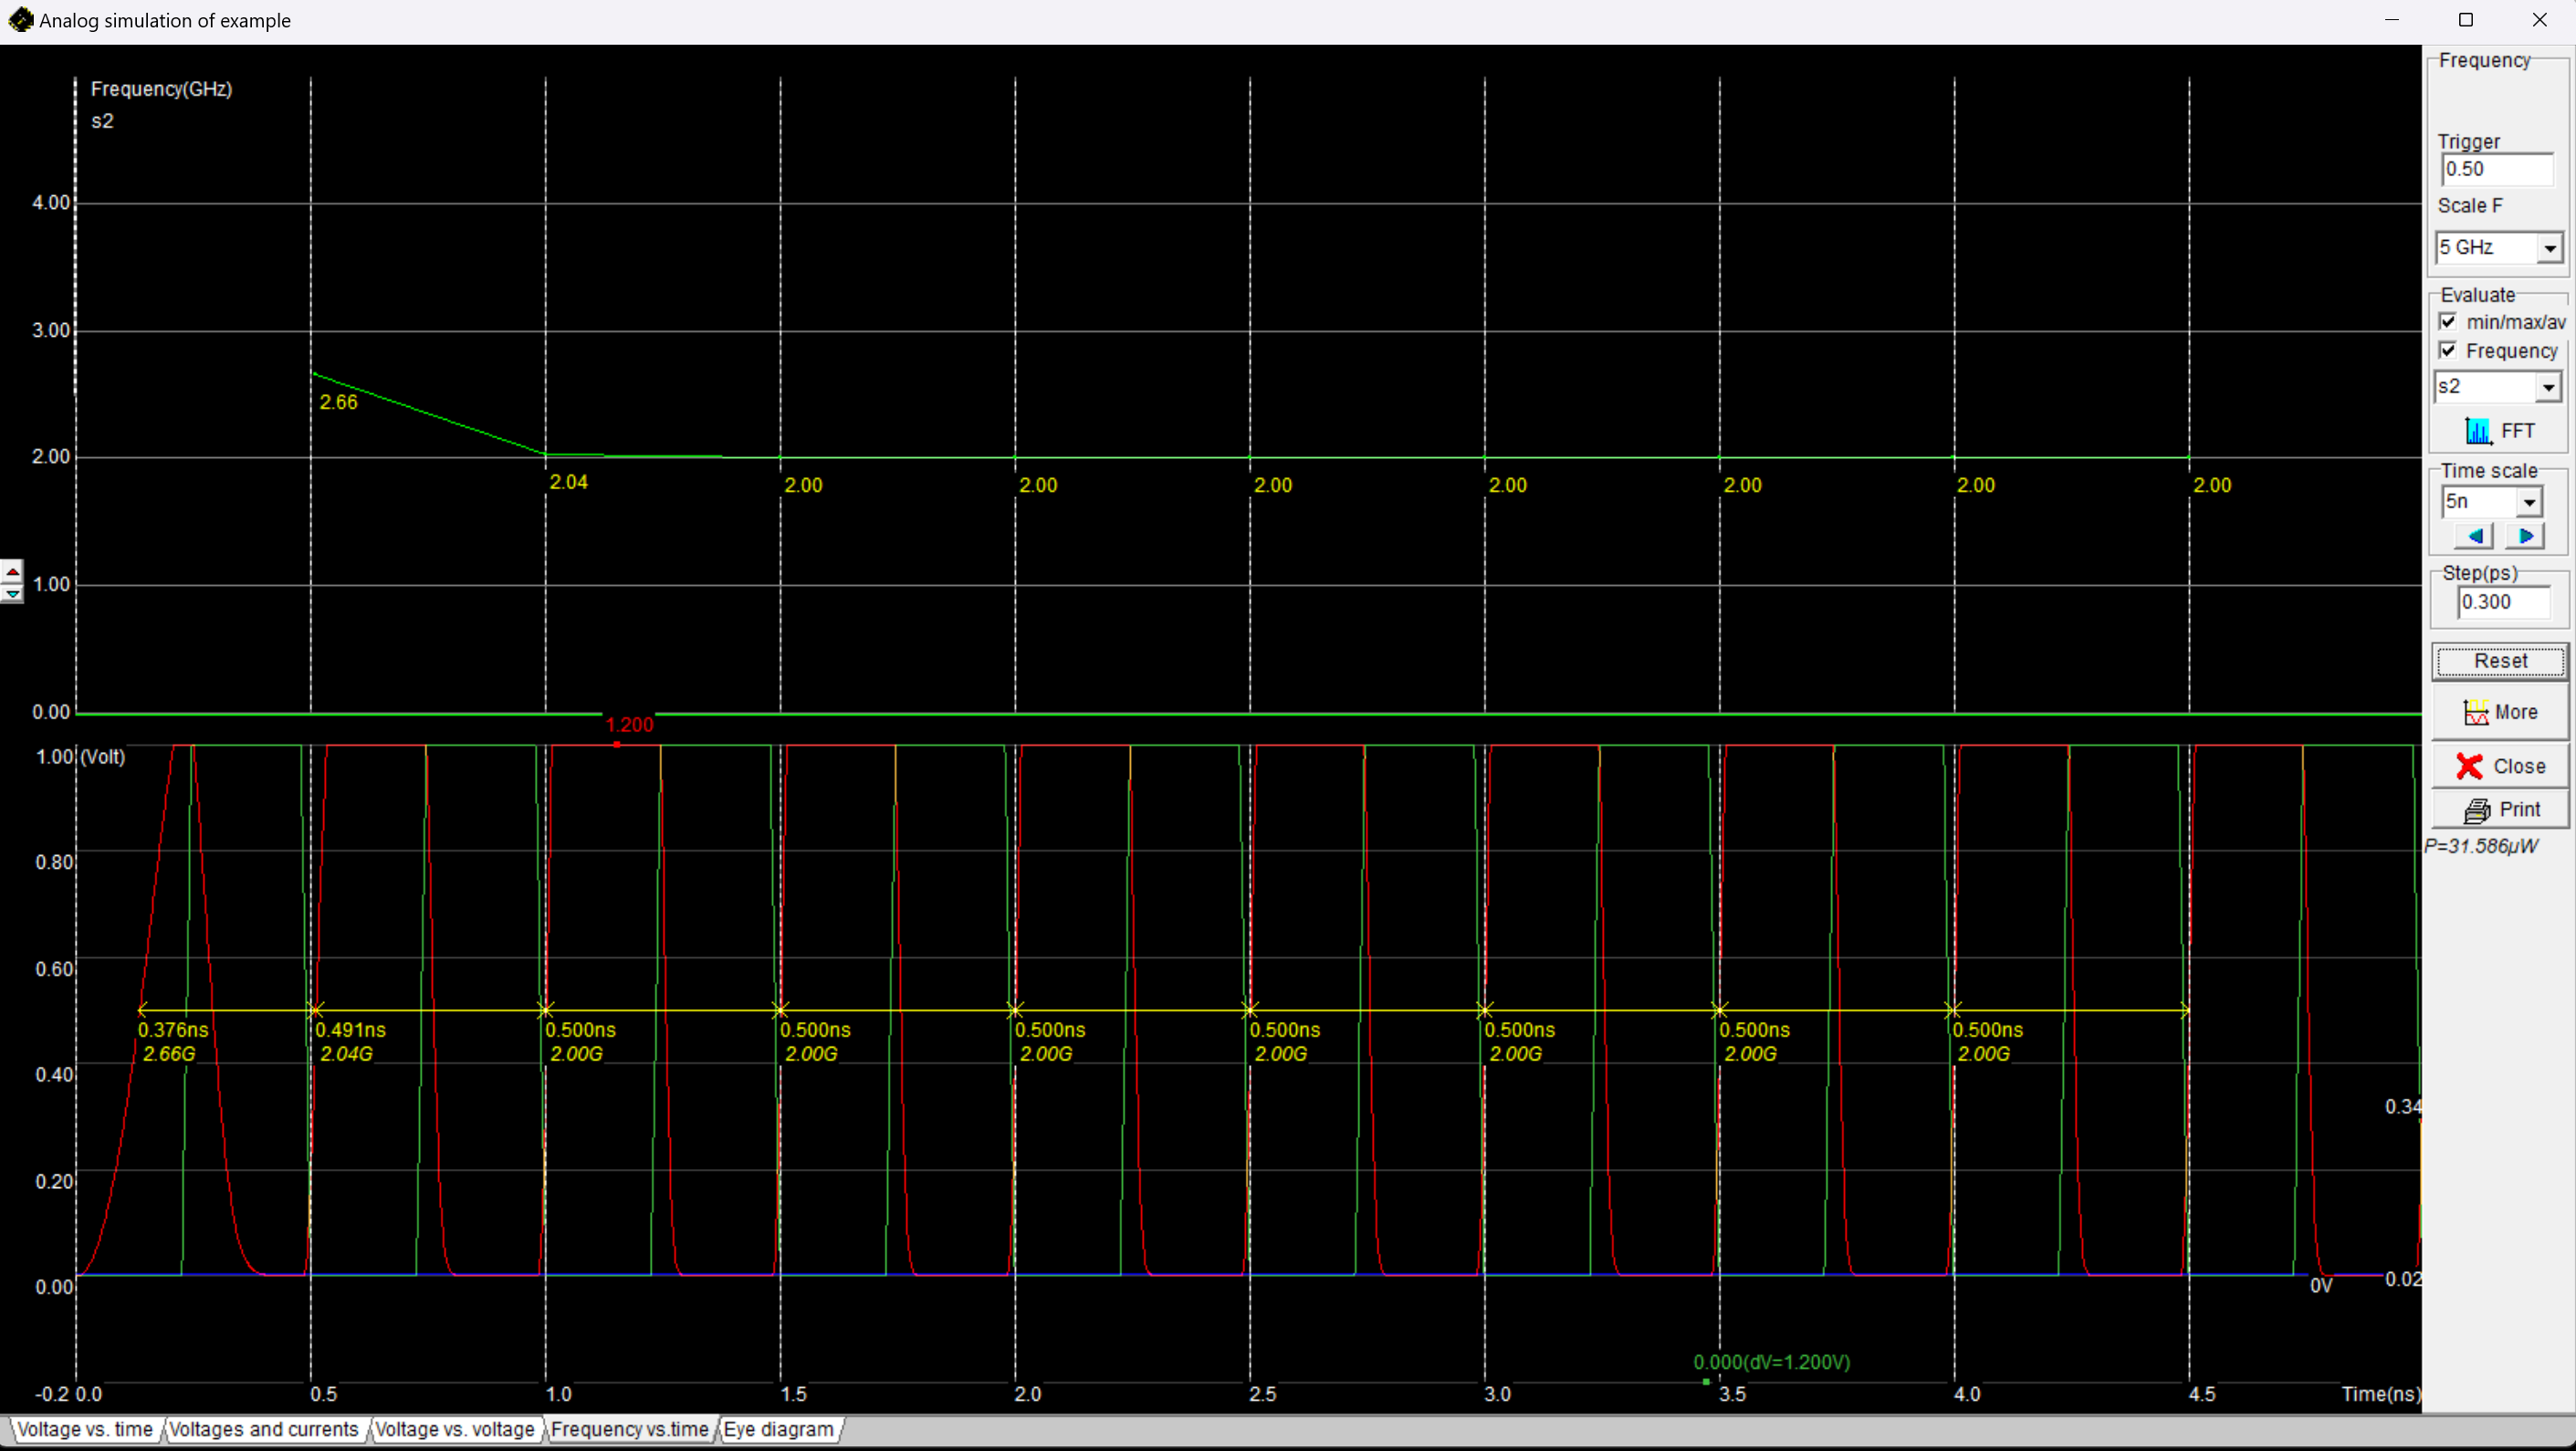 Analog simulation of example
Frequency(GHz)
s2
4.00
3.00
2.00
1.00
0.00
2.66
2.04
2.00
2.00
2.00
2.00
2.00
2.00
2.00
1.200
1.00 (Volt)
0.80
0.60
0.40
0.20
0.00
-0.2
0.376ns
2.66G
0.491ns
2.04G
0.500ns
2.00G
0.500ns
2.00G
0.500ns
2.00G
0.500ns
2.00G
0.500ns
2.00G
0.500ns
2.00G
0.500ns
2.00G
0.34
0V
0.02
0.000(dV=1.200V)
0.0 0.5 1.0 1.5 2.0 2.5 3.0 3.5 4.0 4.5 Time(ns)
Voltage vs. time
Voltages and currents
Voltage vs. voltage
Frequency vs.time
Eye diagram
Frequency
Trigger
0.50
Scale F
5 GHz
Evaluate
min/max/av
Frequency
s2
FFT
Time scale
5n
Step(ps)
0.300
Reset
More
Close
Print
P=31.586µW